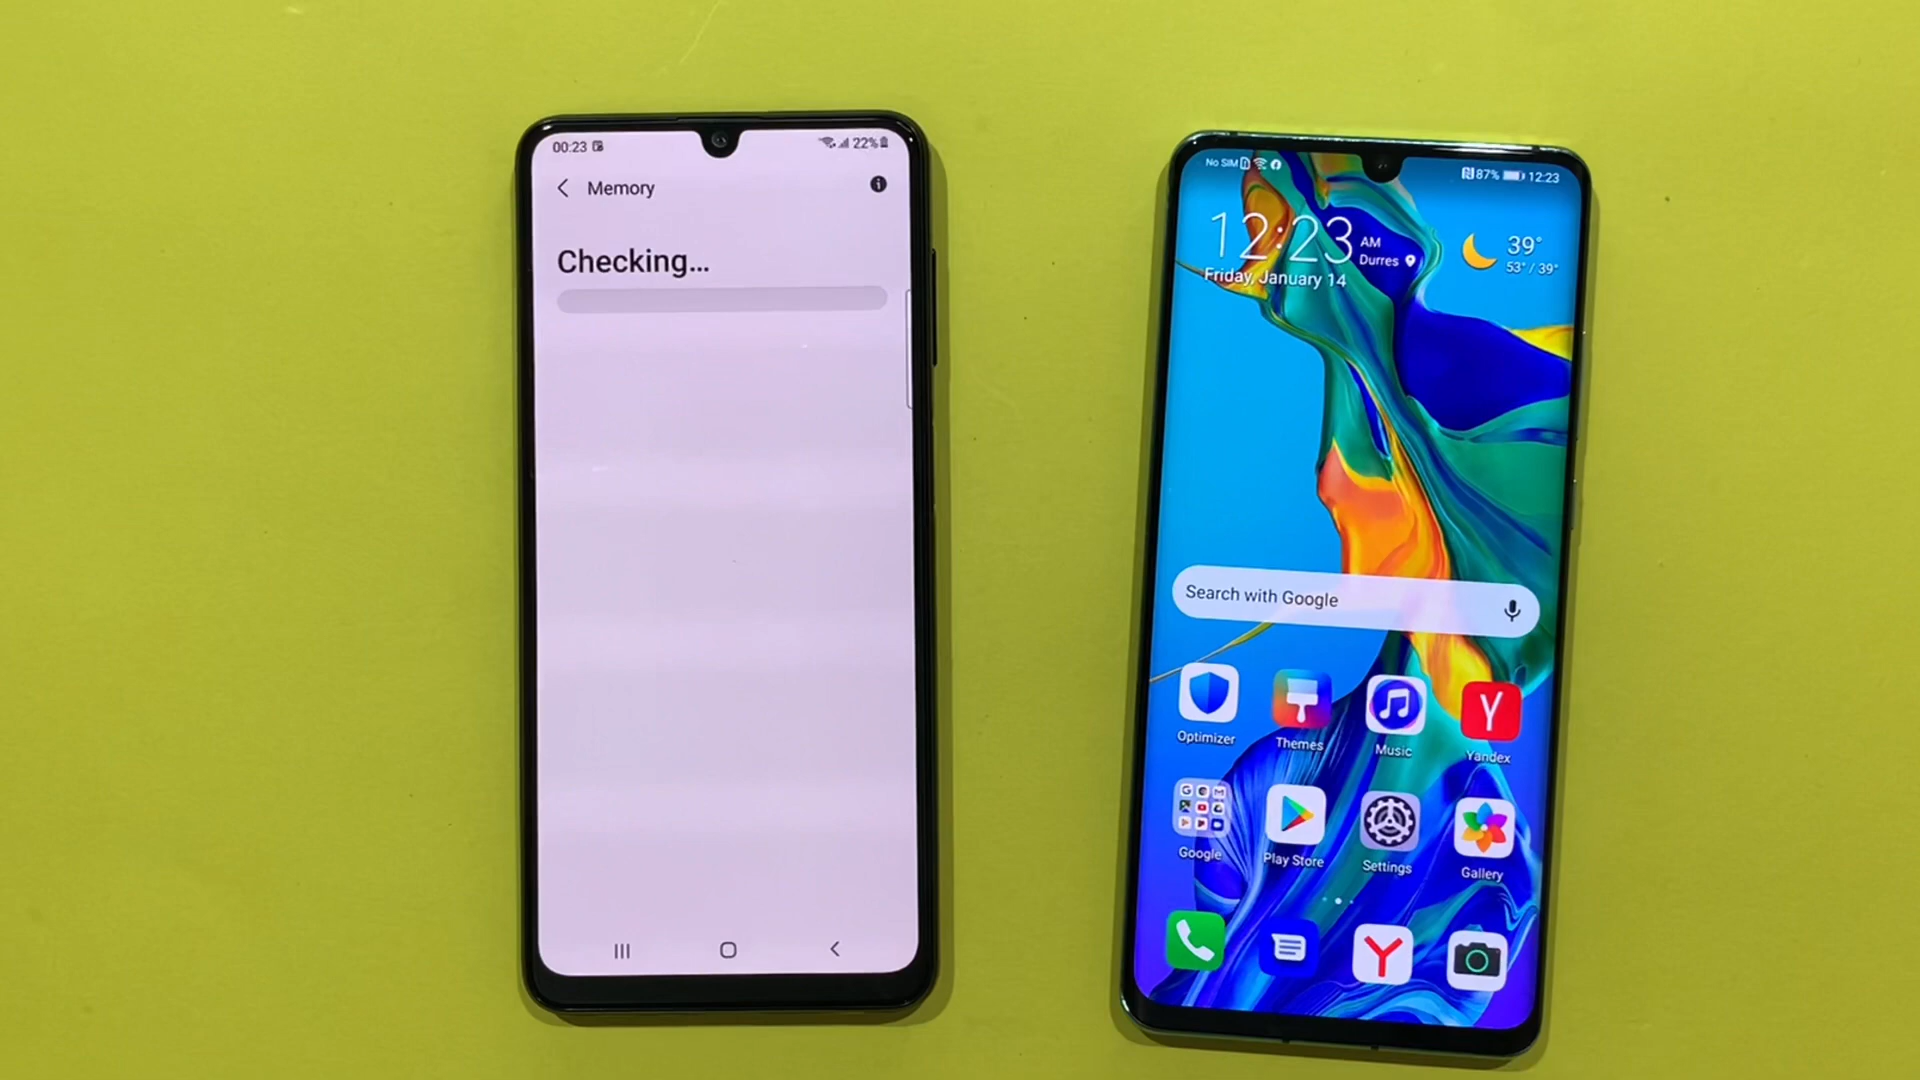 00:23
22%
Memory
Checking...
No SIM
87% 12:23
12:23 AM
Durres
Friday, January 14
39°
53° / 39°
Search with Google
Optimizer
Themes
Music
Yandex
Google
Play Store
Settings
Gallery